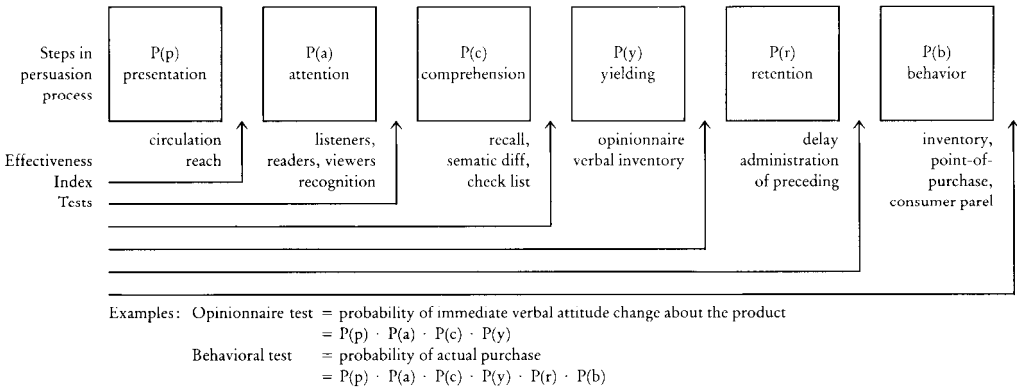 Steps in
persuasion
process
P(p)
presentation
P(a)
attention
P(c)
comprehension
P(y)
yielding
P(r)
retention
P(b)
behavior
Effectiveness
Index
Tests
circulation
reach
listeners,
readers, viewers
recognition
recall,
sematic diff,
check list
opinionnaire
verbal inventory
delay
administration
of preceding
inventory,
point-of-
purchase,
consumer parel
Examples: Opinionnaire test = probability of immediate verbal attitude change about the product
= P(p) · P(a) · P(c) · P(y)
Behavioral test = probability of actual purchase
= P(p) · P(a) · P(c) · P(y) · P(r) · P(b)